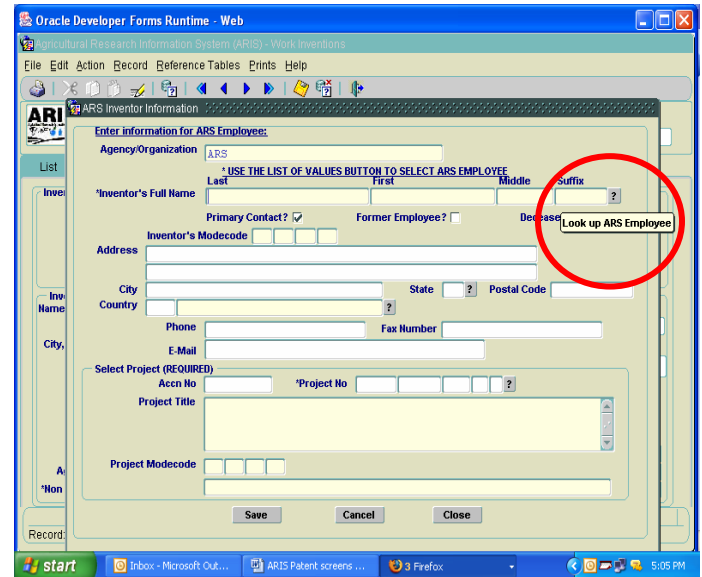 Oracle Developer Forms Runtime - Web
Agricultural Research Information System (ARIS) - Work Inventions
File Edit Action Record Reference Tables Prints Help
ARI
ARS Inventor Information
Enter information for ARS Employee:
Agency/Organization ARS
* USE THE LIST OF VALUES BUTTON TO SELECT ARS EMPLOYEE
List
Last First Middle Suffix
Inve
*Inventor's Full Name ?
Primary Contact? Former Employee? Decease
Look up ARS Employee
Inventor's Modecode
Address
City State ? Postal Code
Inv
Name
Country ?
Phone Fax Number
City,
E-Mail
Select Project (REQUIRED)
Accn No *Project No ?
Project Title
Project Modecode
A
*Non
Save Cancel Close
Record:
start Inbox - Microsoft Out... ARIS Patent screens ... 3 Firefox 5:05 PM